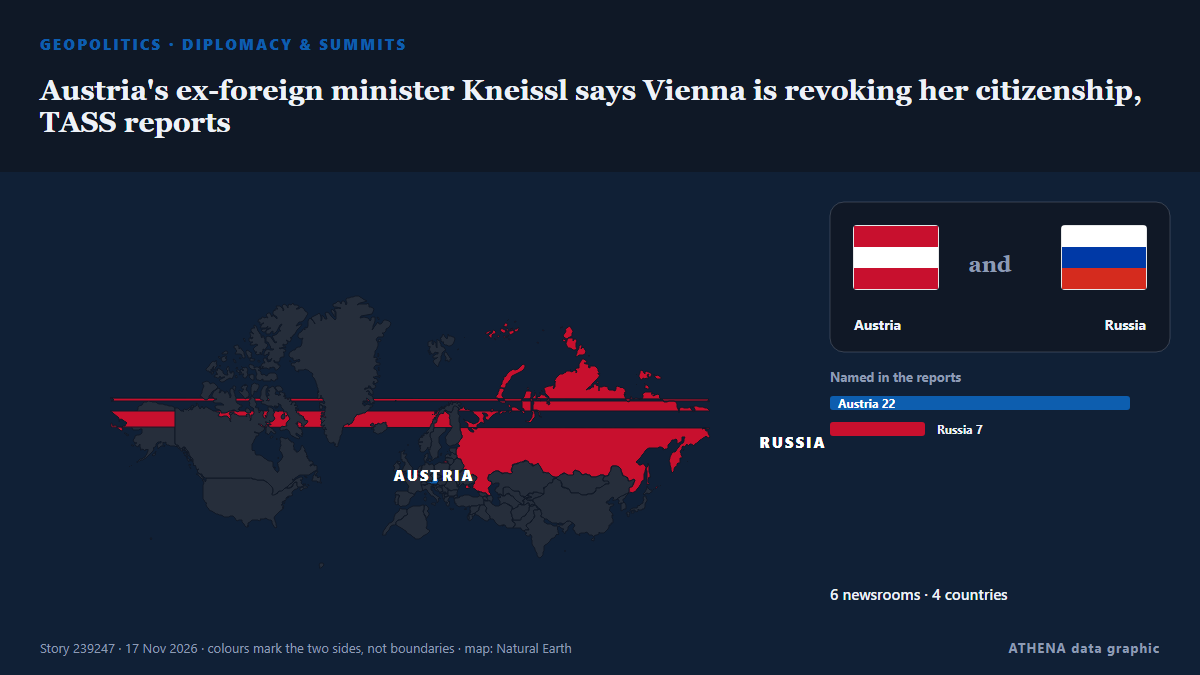 GEOPOLITICS · DIPLOMACY & SUMMITS
Austria's ex-foreign minister Kneissl says Vienna is revoking her citizenship,
TASS reports
and
Austria
Russia
Named in the reports
Austria 22
Russia 7
RUSSIA
AUSTRIA
6 newsrooms · 4 countries
Story 239247 · 17 Nov 2026 · colours mark the two sides, not boundaries · map: Natural Earth
ATHENA data graphic